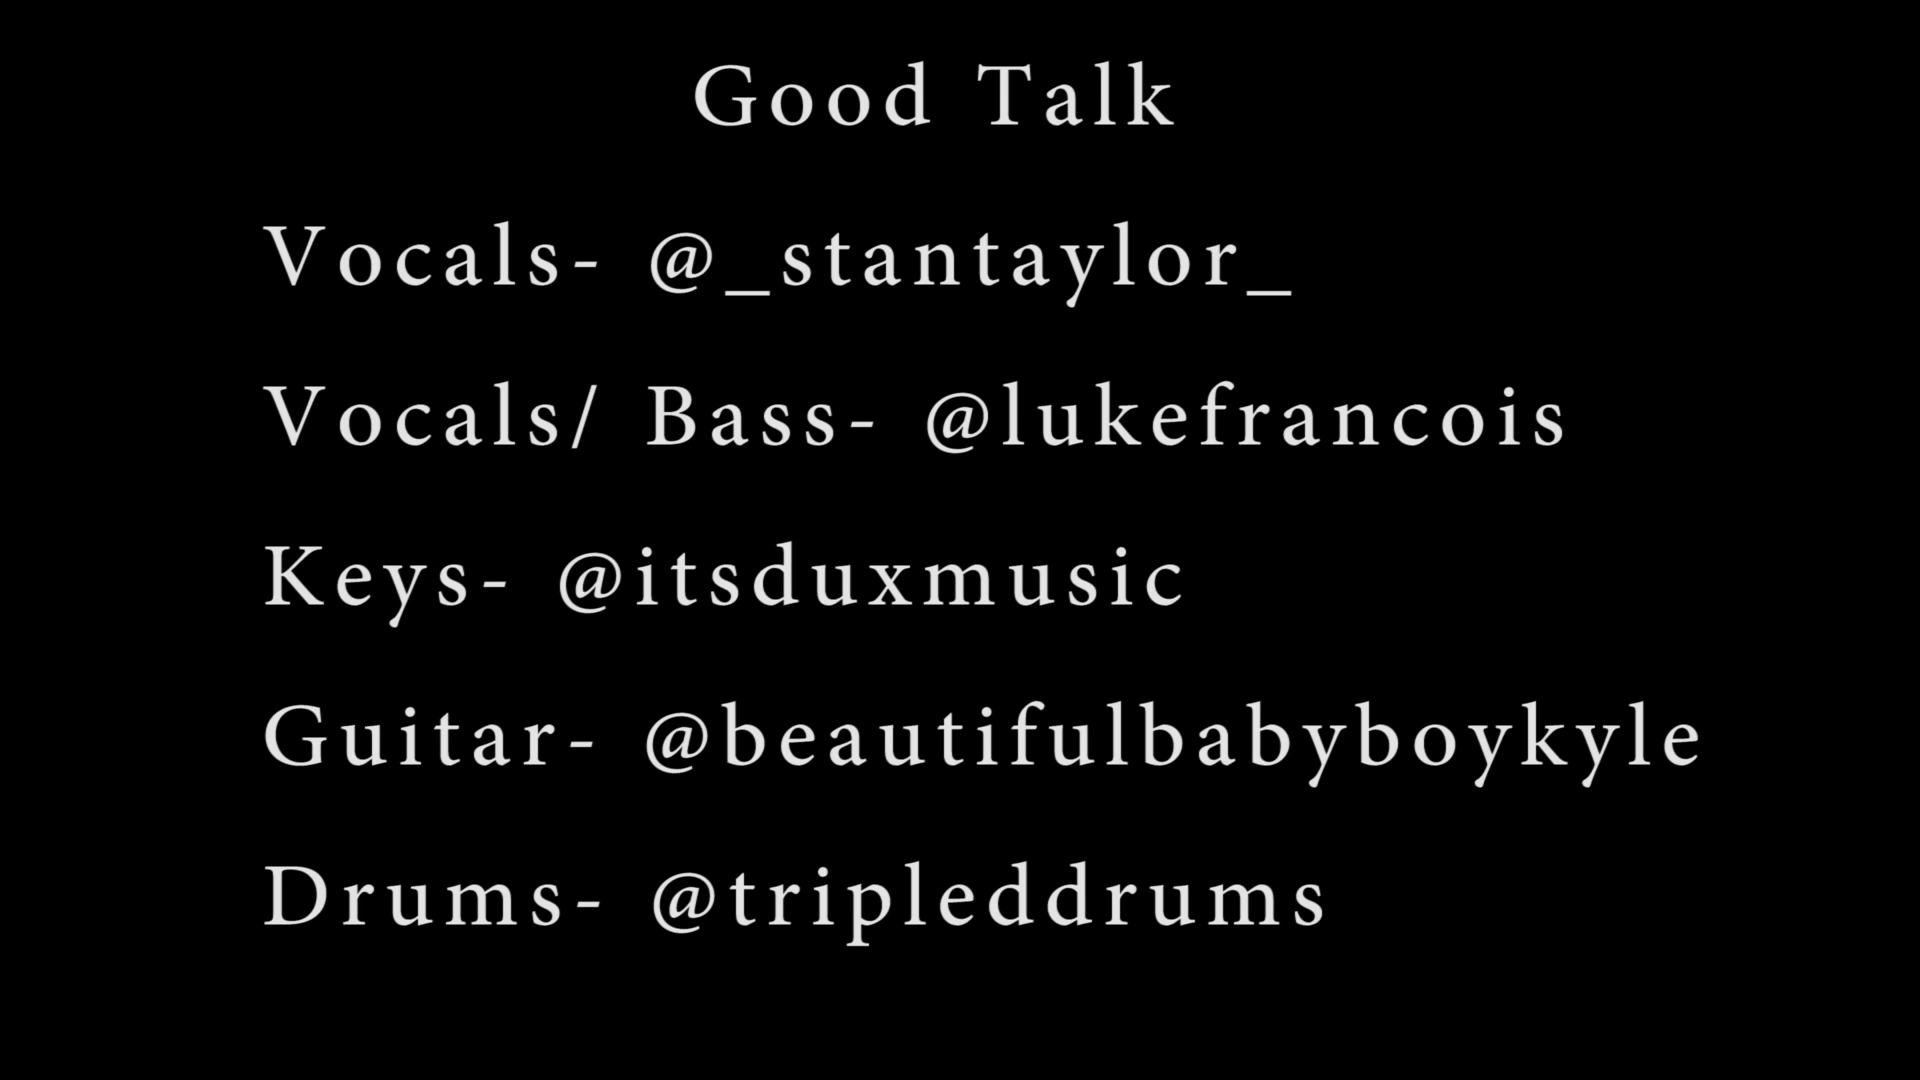 Good Talk
Vocals- @_stantaylor_
Vocals/ Bass- @lukefrancois
Keys- @itsduxmusic
Guitar- @beautifulbabyboykyle
Drums- @tripleddrums